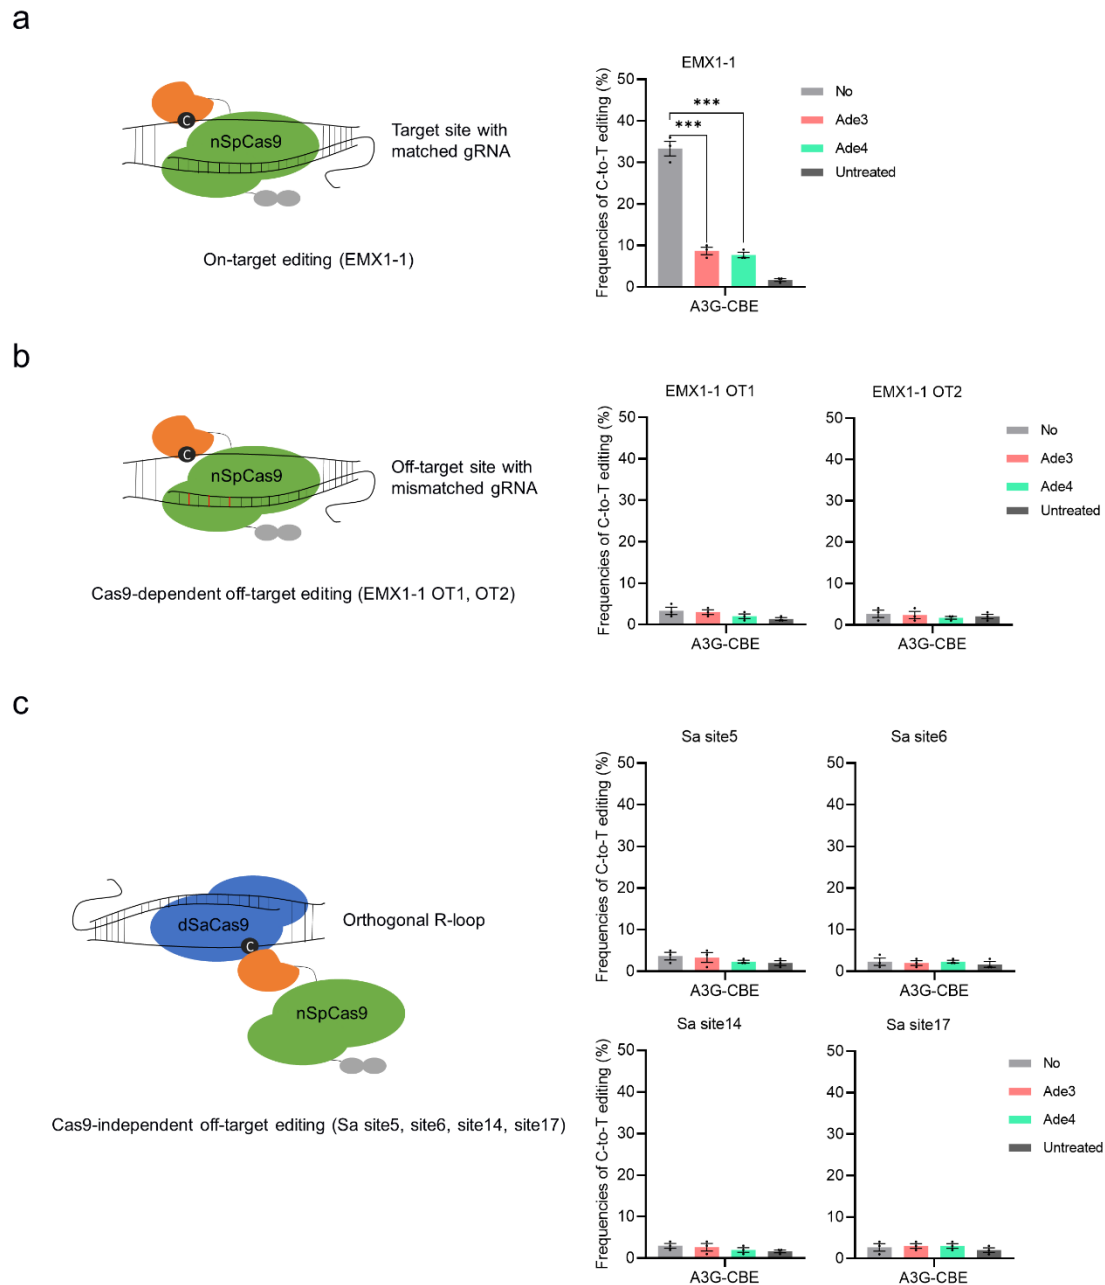 a
C
nSpCas9
Target site with
matched gRNA
On-target editing (EMX1-1)
EMX1-1
Frequencies of C-to-T editing (%)
50
40
30
20
10
0
***
***
A3G-CBE
No
Ade3
Ade4
Untreated
b
C
nSpCas9
Off-target site with
mismatched gRNA
Cas9-dependent off-target editing (EMX1-1 OT1, OT2)
EMX1-1 OT1
Frequencies of C-to-T editing (%)
50
40
30
20
10
0
A3G-CBE
EMX1-1 OT2
50
40
30
20
10
0
A3G-CBE
No
Ade3
Ade4
Untreated
c
dSaCas9
C
Orthogonal R-loop
nSpCas9
Cas9-independent off-target editing (Sa site5, site6, site14, site17)
Sa site5
Frequencies of C-to-T editing (%)
50
40
30
20
10
0
A3G-CBE
Sa site6
50
40
30
20
10
0
A3G-CBE
Sa site14
Frequencies of C-to-T editing (%)
50
40
30
20
10
0
A3G-CBE
Sa site17
50
40
30
20
10
0
A3G-CBE
No
Ade3
Ade4
Untreated